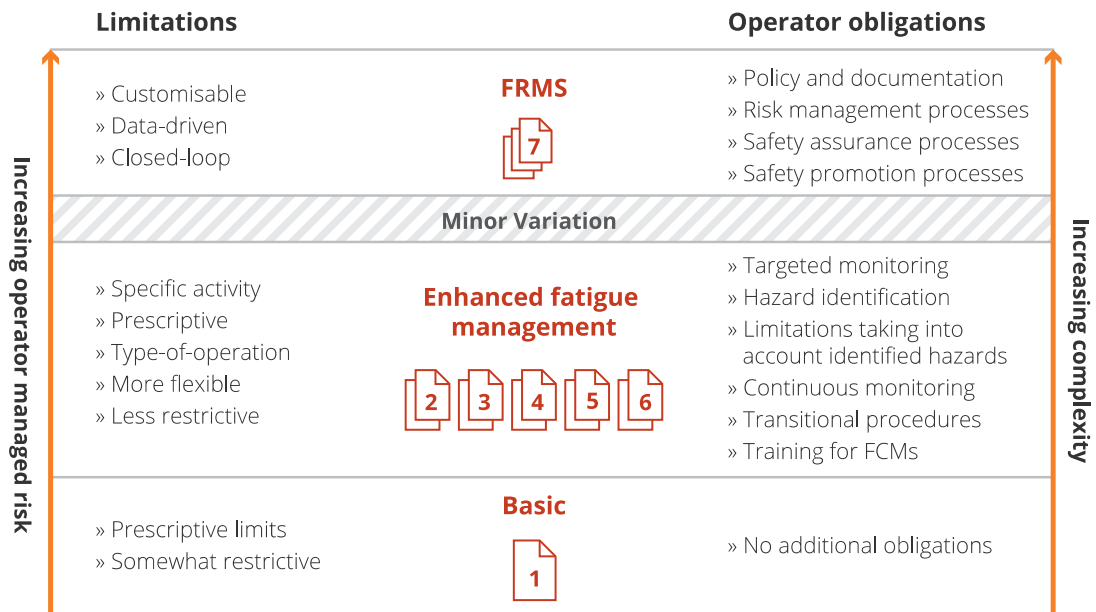 Limitations
Operator obligations
Increasing operator managed risk
» Customisable
» Data-driven
» Closed-loop
FRMS
7
» Policy and documentation
» Risk management processes
» Safety assurance processes
» Safety promotion processes
Minor Variation
» Specific activity
» Prescriptive
» Type-of-operation
» More flexible
» Less restrictive
Enhanced fatigue
management
2 3 4 5 6
» Targeted monitoring
» Hazard identification
» Limitations taking into
account identified hazards
» Continuous monitoring
» Transitional procedures
» Training for FCMs
» Prescriptive limits
» Somewhat restrictive
Basic
1
» No additional obligations
Increasing complexity